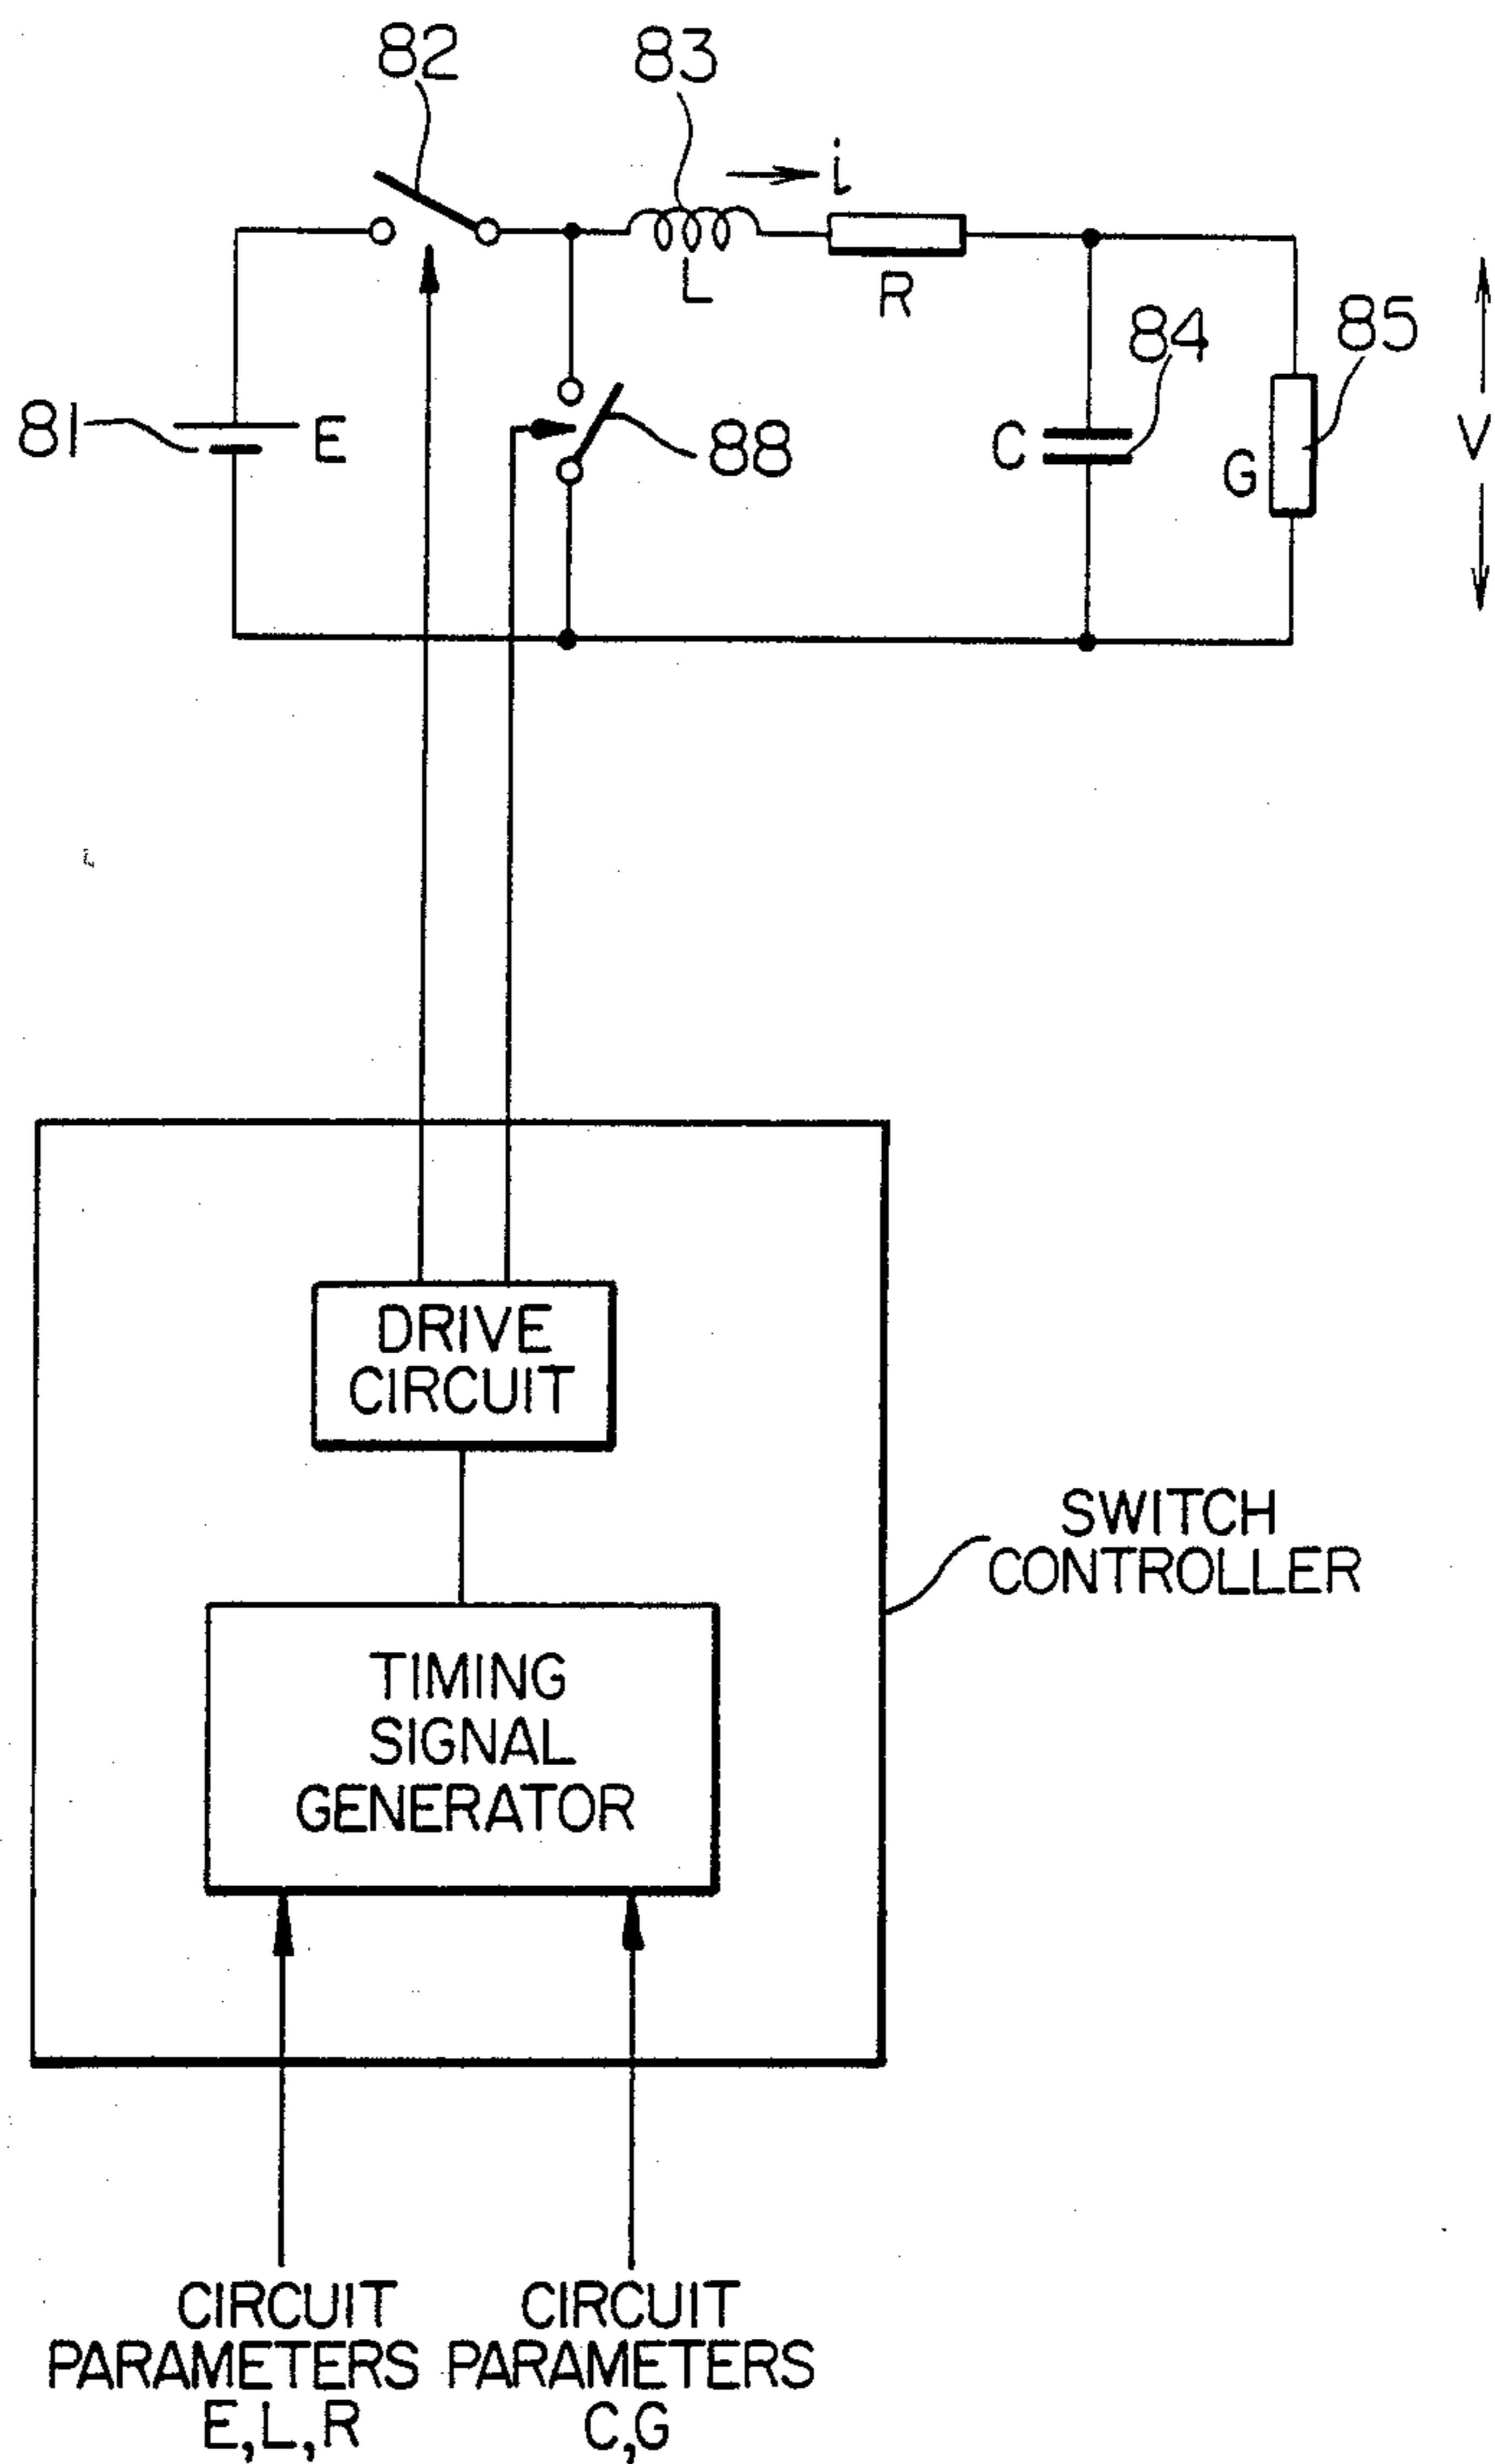 82
83
i
L
R
81
E
88
C
84
G
85
V
DRIVE
CIRCUIT
SWITCH
CONTROLLER
TIMING
SIGNAL
GENERATOR
CIRCUIT
PARAMETERS
E,L,R
CIRCUIT
PARAMETERS
C,G